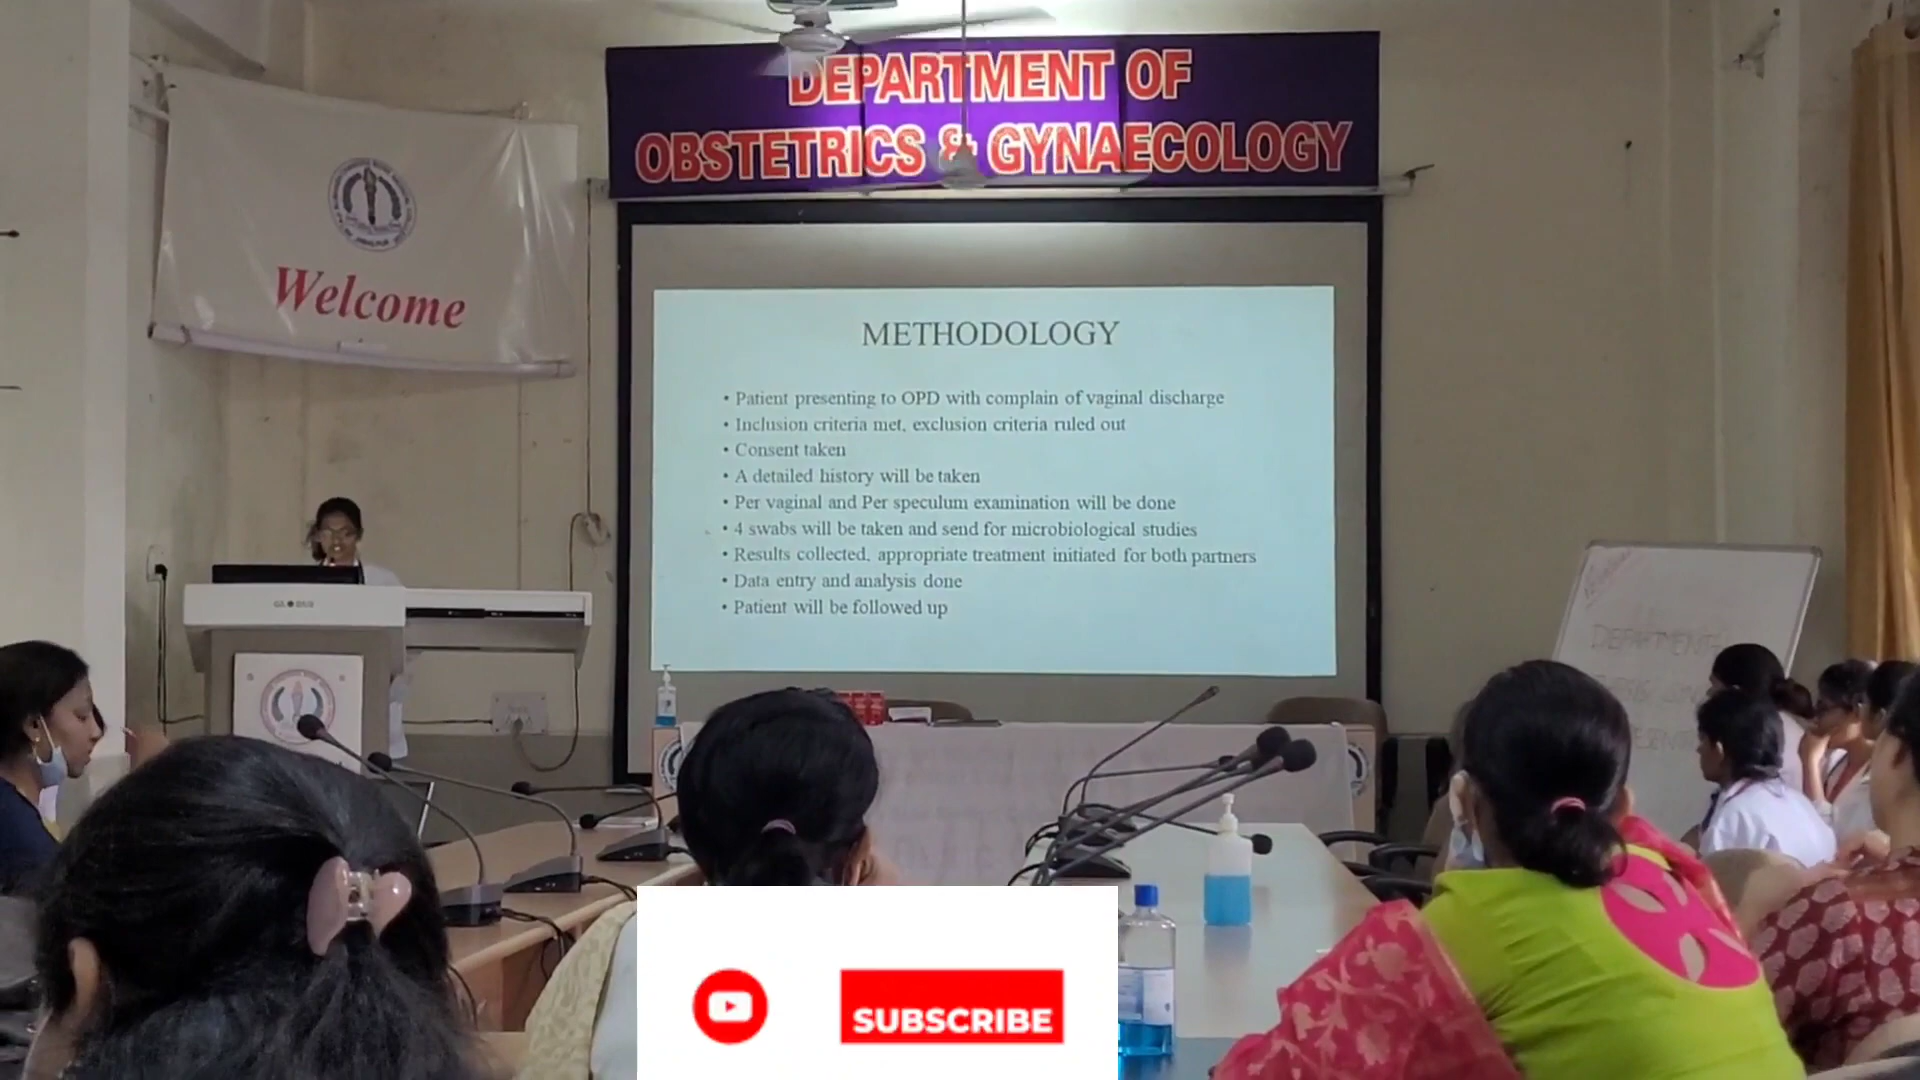 DEPARTMENT OF
OBSTETRICS & GYNAECOLOGY
Welcome
METHODOLOGY
• Patient presenting to OPD with complain of vaginal discharge
• Inclusion criteria met, exclusion criteria ruled out
• Consent taken
• A detailed history will be taken
• Per vaginal and Per speculum examination will be done
• 4 swabs will be taken and send for microbiological studies
• Results collected, appropriate treatment initiated for both partners
• Data entry and analysis done
• Patient will be followed up
DEPARTMENTAL
SUBSCRIBE